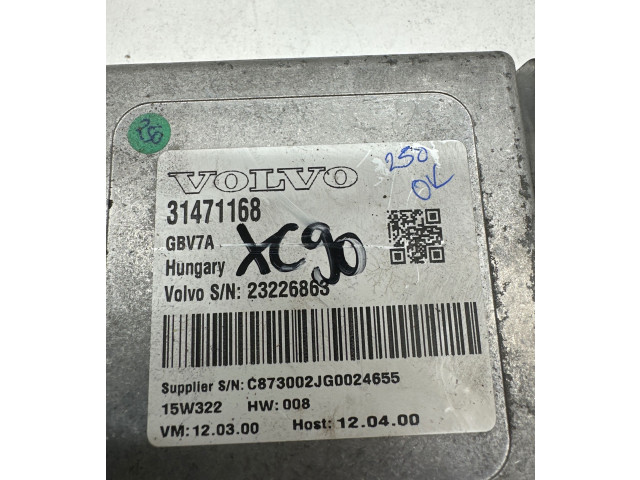 VOLVO
250
OK
31471168
GBV7A
Hungary
XC90
Volvo S/N: 23226863
Supplier S/N: C873002JG0024655
15W322 HW: 008
VM: 12.03.00 Host: 12.04.00